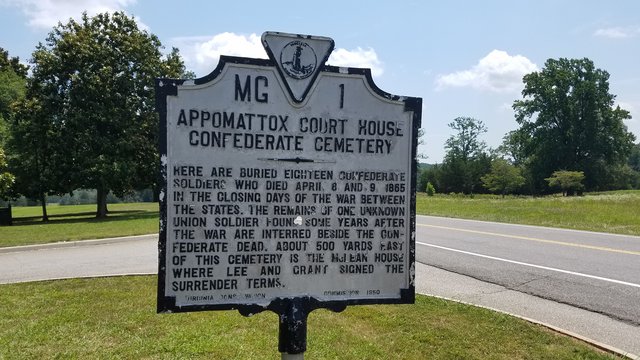 MG 1
APPOMATTOX COURT HOUSE
CONFEDERATE CEMETERY
HERE ARE BURIED EIGHTEEN CONFEDERATE
SOLDIERS WHO DIED APRIL 8 AND 9, 1865
IN THE CLOSING DAYS OF THE WAR BETWEEN
THE STATES. THE REMAINS OF ONE UNKNOWN
UNION SOLDIER SOME YEARS AFTER
THE WAR ARE INTERRED BESIDE THE CON-
FEDERATE DEAD. ABOUT 500 YARDS EAST
OF THIS CEMETERY IS THE McLEAN HOUSE
WHERE LEE AND GRANT SIGNED THE
SURRENDER TERMS.
VIRGINIA COMMISSION 1950